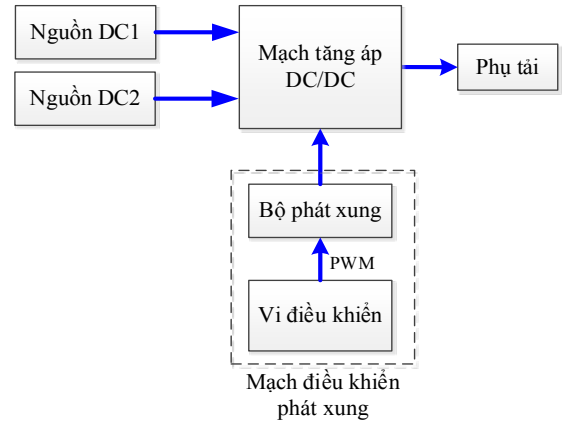 Nguồn DC1
Nguồn DC2
Mạch tăng áp
DC/DC
Phụ tải
Bộ phát xung
PWM
Vi điều khiển
Mạch điều khiển
phát xung